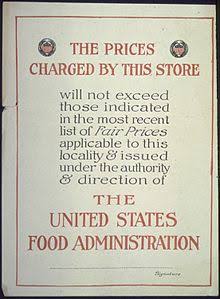 THE PRICES
CHARGED BY THIS STORE
will not exceed
those indicated
in the most recent
list of Fair Prices
applicable to this
locality & issued
under the authority
& direction of
THE
UNITED STATES
FOOD ADMINISTRATION
Signature